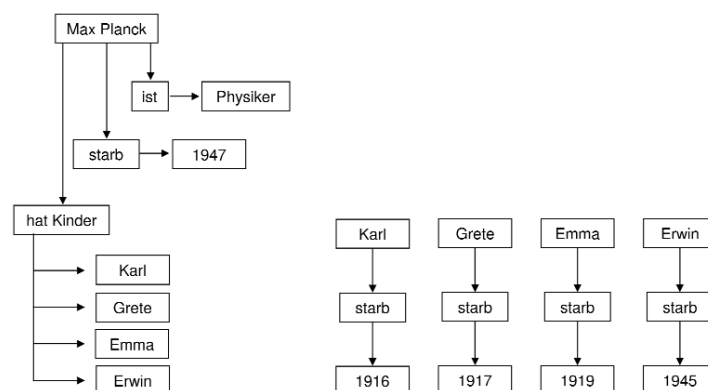 Max Planck
ist
Physiker
starb
1947
hat Kinder
Karl
Grete
Emma
Erwin
Karl
Grete
Emma
Erwin
starb
starb
starb
starb
1916
1917
1919
1945